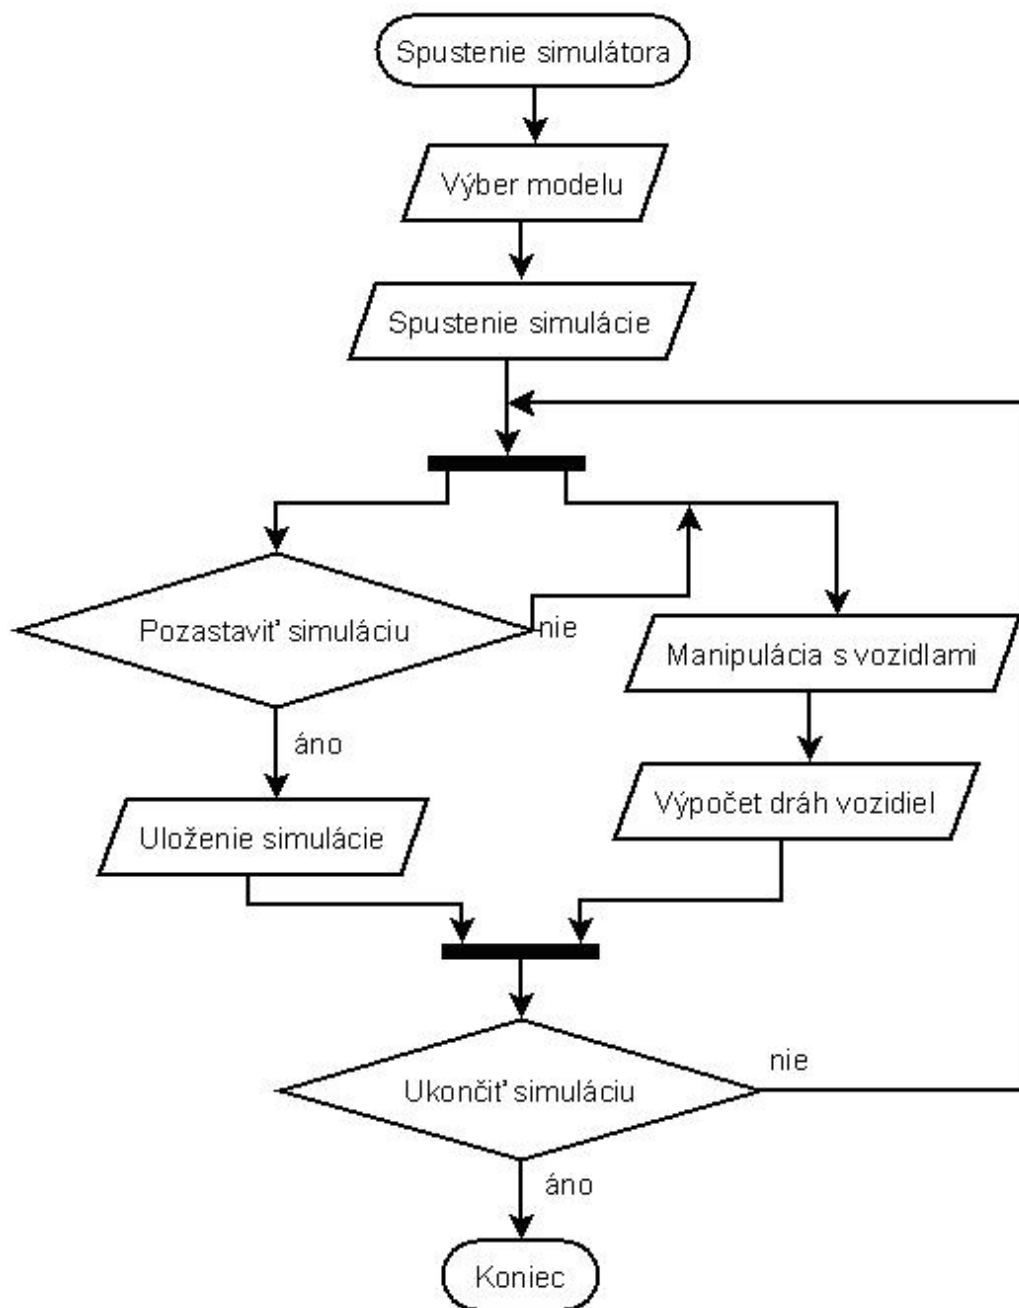 Spustenie simulátora
Výber modelu
Spustenie simulácie
Pozastaviť simuláciu
nie
Manipulácia s vozidlami
áno
Výpočet dráh vozidiel
Uloženie simulácie
nie
Ukončiť simuláciu
áno
Koniec